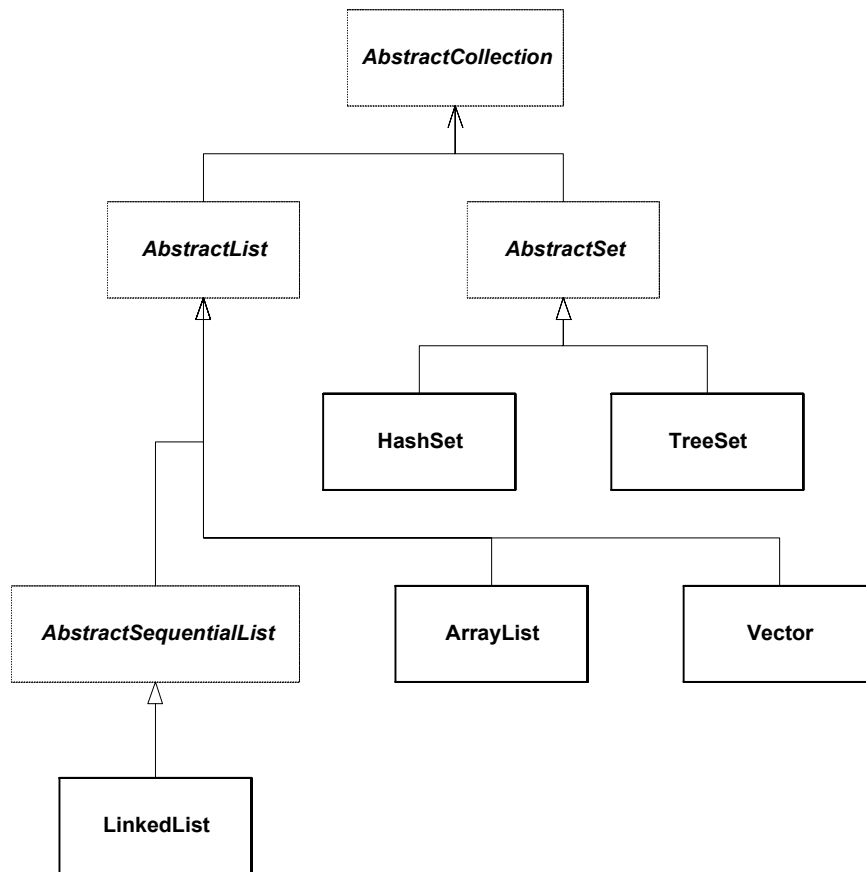 AbstractCollection
AbstractList
AbstractSet
HashSet
TreeSet
AbstractSequentialList
ArrayList
Vector
LinkedList